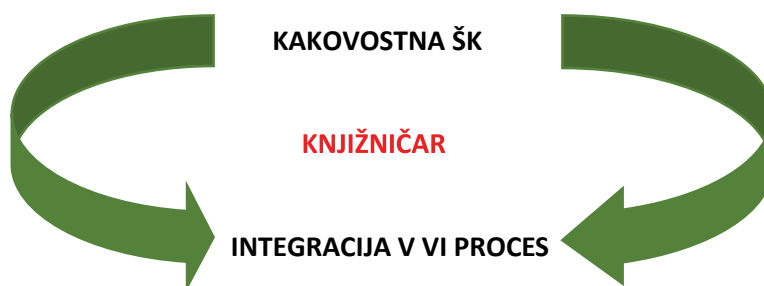 KAKOVOSTNA ŠK
KNJIŽNIČAR
INTEGRACIJA V VI PROCES